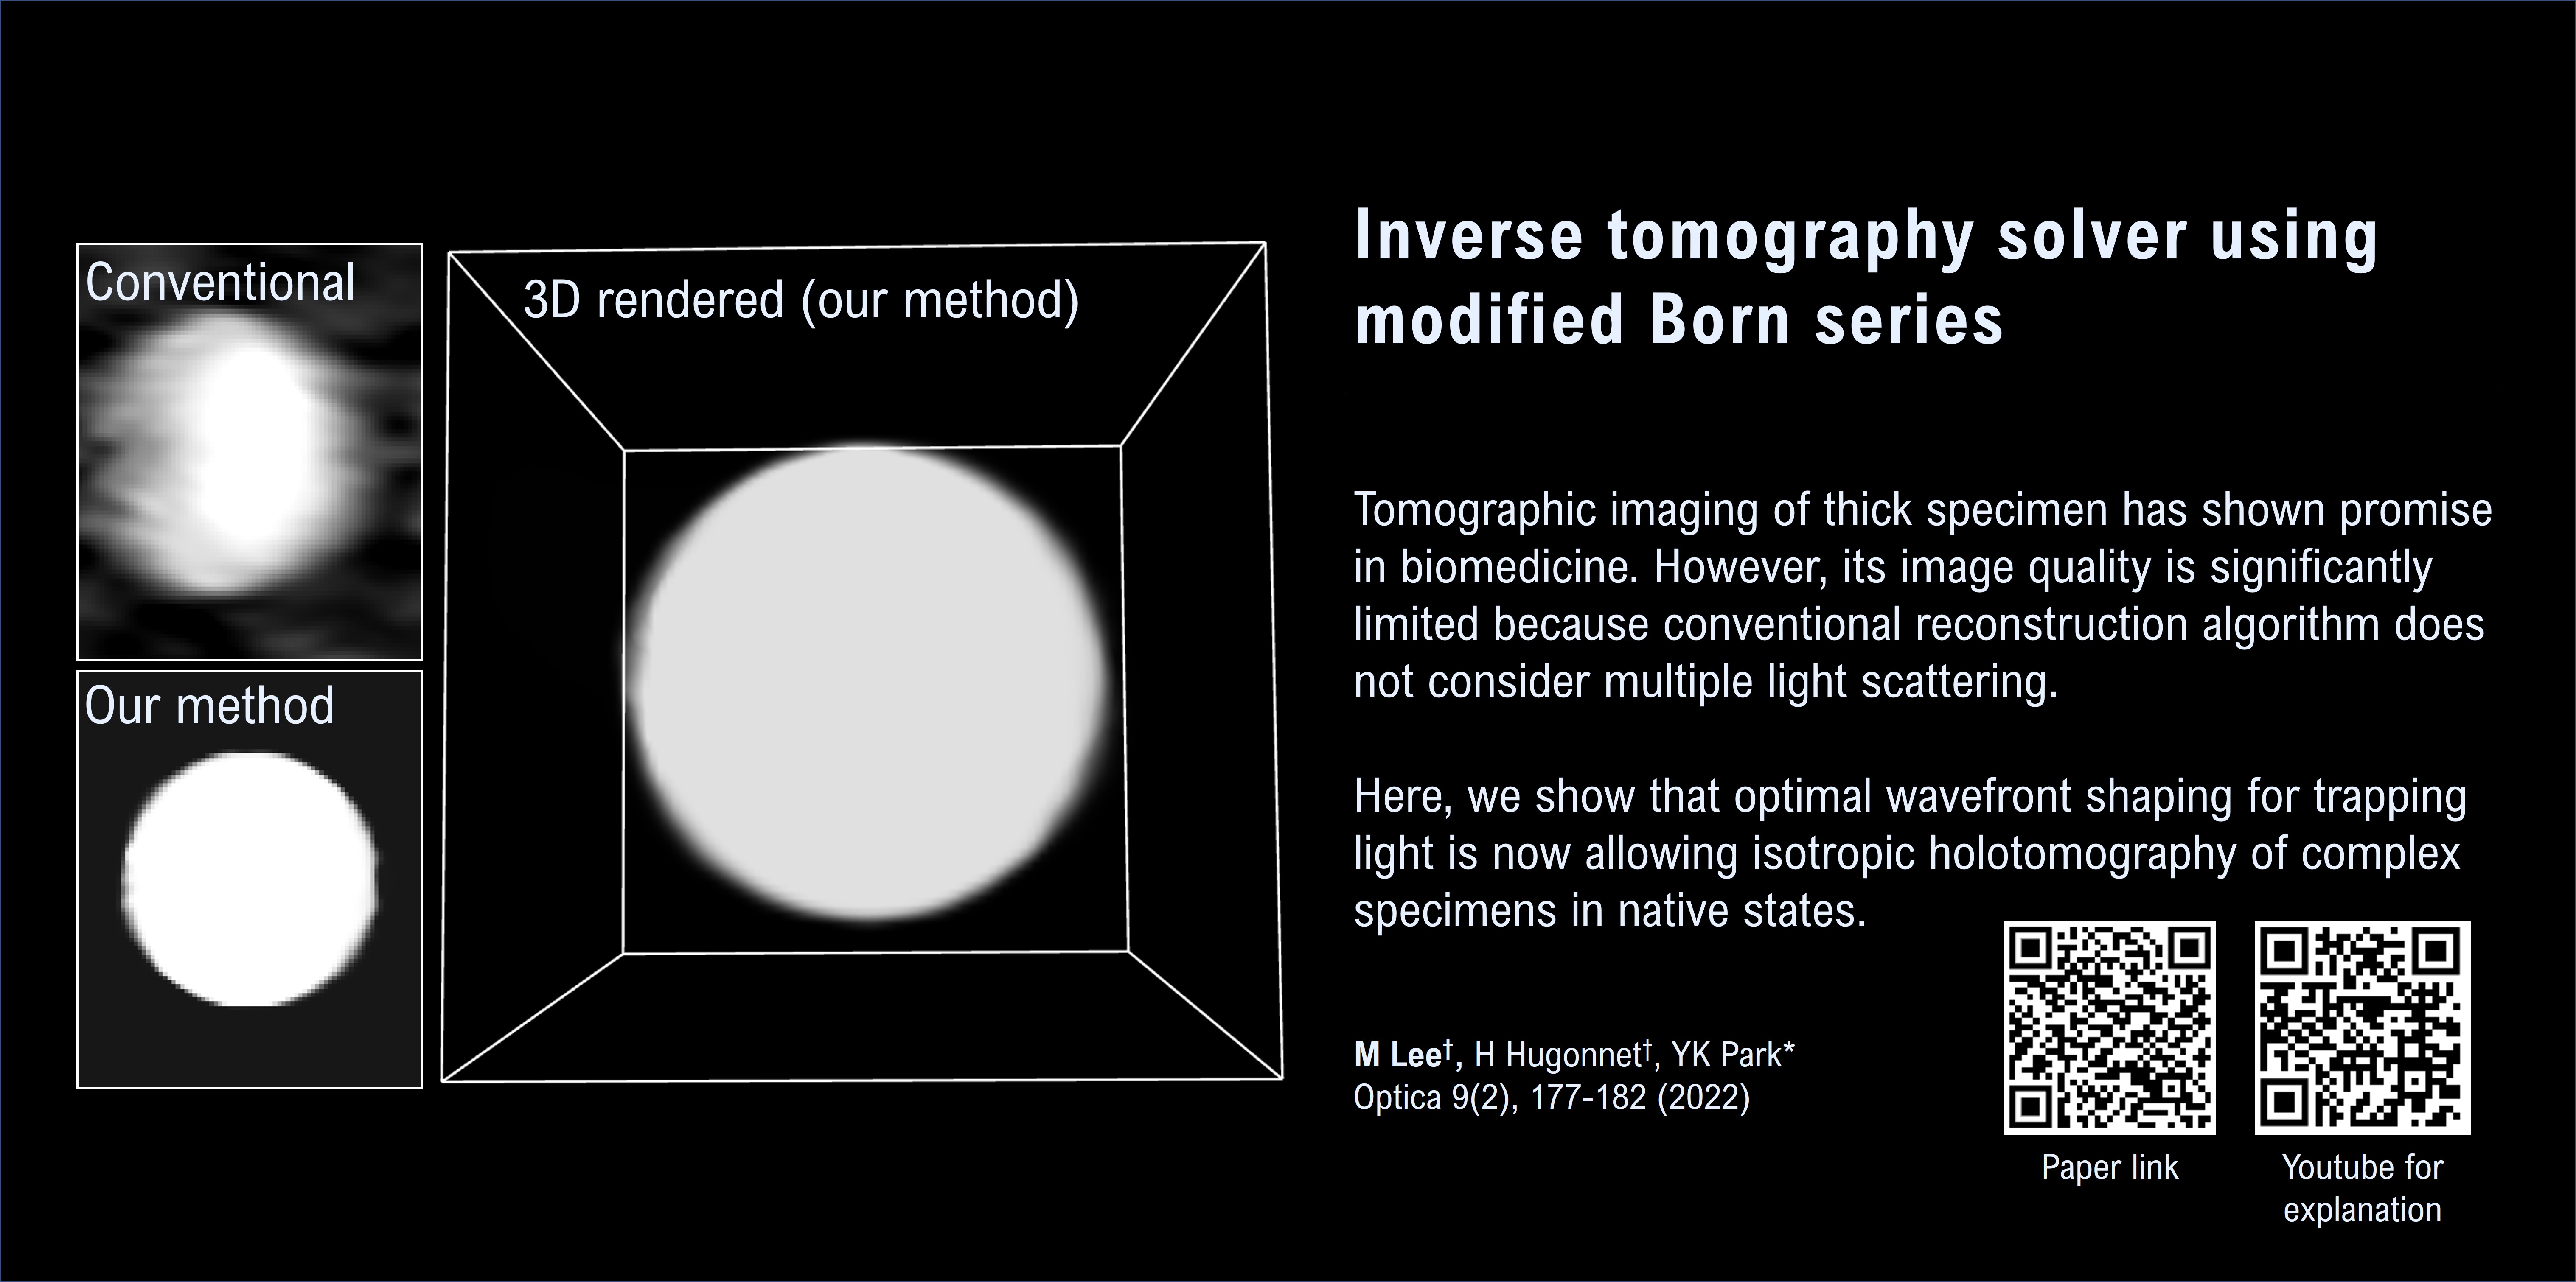 Conventional
3D rendered (our method)
Our method
Inverse tomography solver using
modified Born series
Tomographic imaging of thick specimen has shown promise
in biomedicine. However, its image quality is significantly
limited because conventional reconstruction algorithm does
not consider multiple light scattering.
Here, we show that optimal wavefront shaping for trapping
light is now allowing isotropic holotomography of complex
specimens in native states.
M Lee†, H Hugonnet†, YK Park*
Optica 9(2), 177-182 (2022)
Paper link
Youtube for
explanation